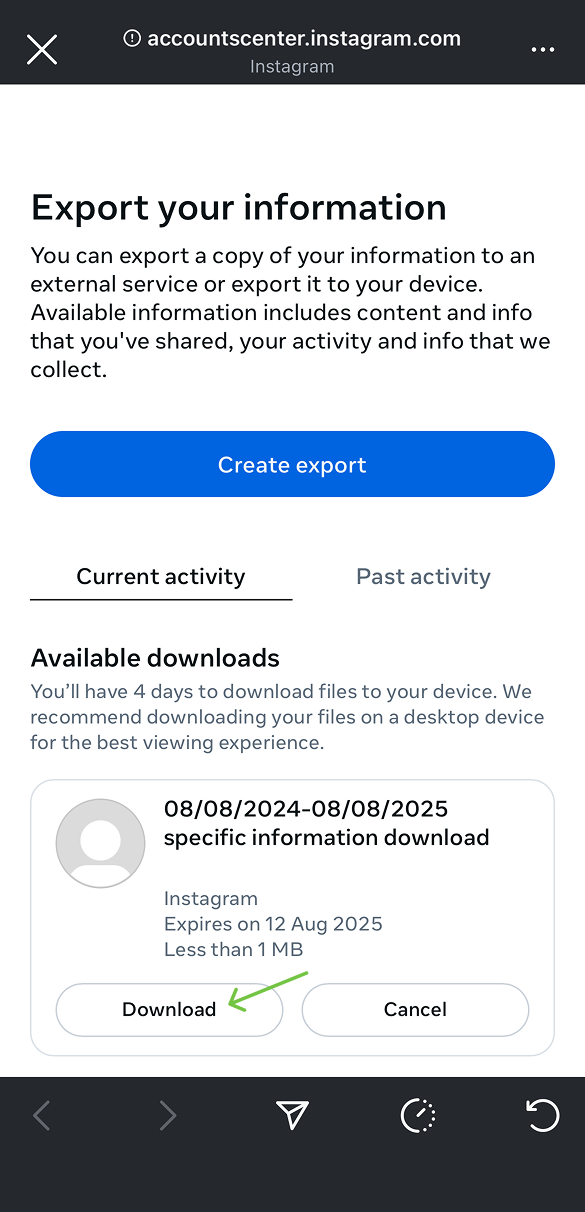 accountscenter.instagram.com
Instagram
Export your information
You can export a copy of your information to an
external service or export it to your device.
Available information includes content and info
that you've shared, your activity and info that we
collect.
Create export
Current activity Past activity
Available downloads
You’ll have 4 days to download files to your device. We
recommend downloading your files on a desktop device
for the best viewing experience.
08/08/2024-08/08/2025
specific information download
Instagram
Expires on 12 Aug 2025
Less than 1 MB
Download Cancel